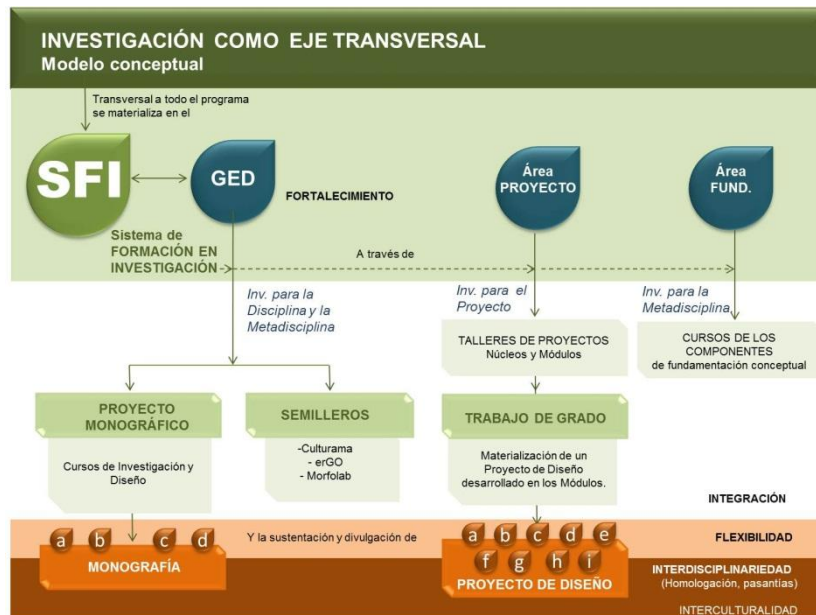 INVESTIGACIÓN COMO EJE TRANSVERSAL
Modelo conceptual
Transversal a todo el programa
se materializa en el
SFI
GED
FORTALECIMIENTO
Área
PROYECTO
Área
FUND.
Sistema de
FORMACIÓN EN
INVESTIGACIÓN
A través de
Inv. para la
Disciplina y la
Metadisciplina
Inv. para el
Proyecto
Inv. para la
Metadisciplina
TALLERES DE PROYECTOS
Núcleos y Módulos
CURSOS DE LOS
COMPONENTES
de fundamentación conceptual
PROYECTO
MONOGRÁFICO
SEMILLEROS
TRABAJO DE GRADO
Cursos de Investigación y
Diseño
-Culturama
- erGO
- Morfolab
Materialización de un
Proyecto de Diseño
desarrollado en los Módulos.
INTEGRACIÓN
a b c d
Y la sustentación y divulgación de
a b c d e
f g h i
FLEXIBILIDAD
MONOGRAFÍA
PROYECTO DE DISEÑO
INTERDISCIPLINARIEDAD
(Homologación, pasantías)
INTERCULTURALIDAD